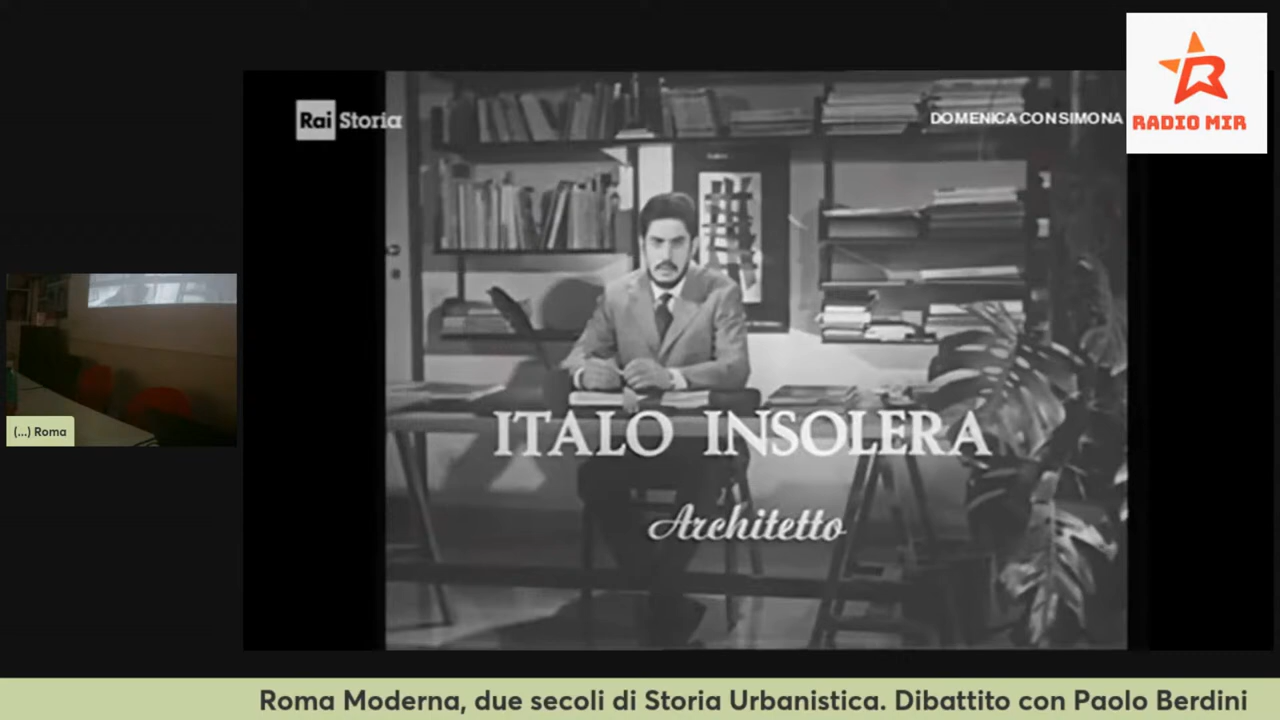 Rai Storia
DOMENICA CON SIMONA
RADIO MIR
ITALO INSOLERA
Architetto
(...) Roma
Roma Moderna, due secoli di Storia Urbanistica. Dibattito con Paolo Berdini